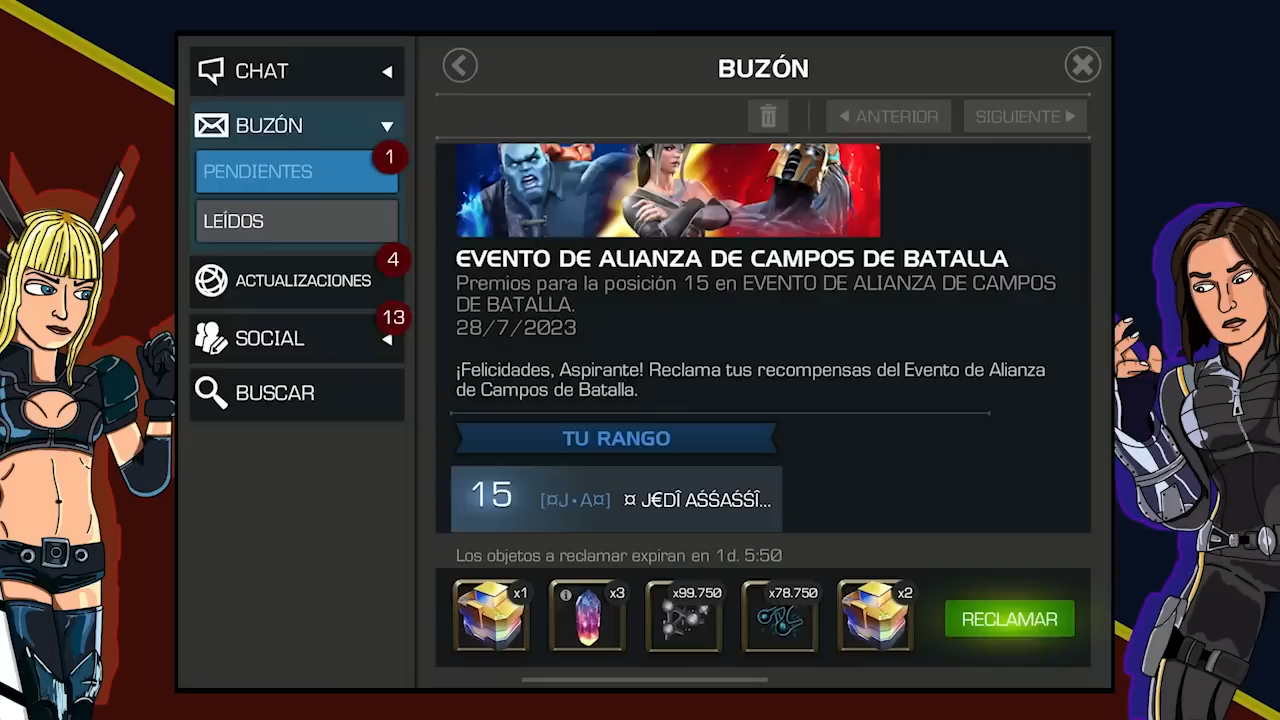 CHAT
BUZÓN
PENDIENTES
1
LEÍDOS
ACTUALIZACIONES
4
SOCIAL
13
BUSCAR
BUZÓN
ANTERIOR
SIGUIENTE
EVENTO DE ALIANZA DE CAMPOS DE BATALLA
Premios para la posición 15 en EVENTO DE ALIANZA DE CAMPOS
DE BATALLA.
28/7/2023
¡Felicidades, Aspirante! Reclama tus recompensas del Evento de Alianza
de Campos de Batalla.
TU RANGO
15 [¤J•A¤] ¤ J€DÎ AŚŚAŚŚÎ...
Los objetos a reclamar expiran en 1d. 5:50
x1 x3 x99.750 x78.750 x2
RECLAMAR